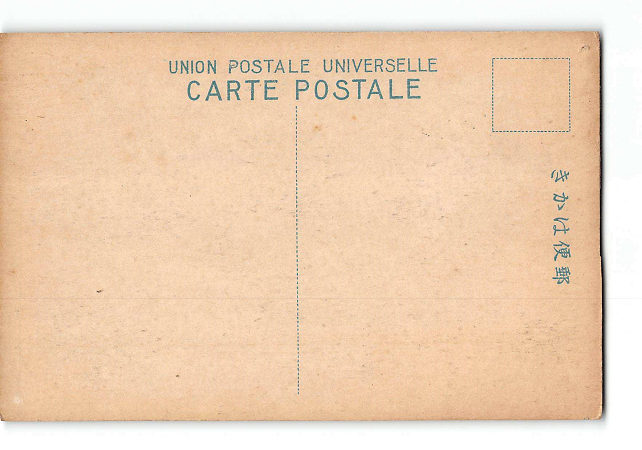 UNION POSTALE UNIVERSELLE
CARTE POSTALE
きかは便郵